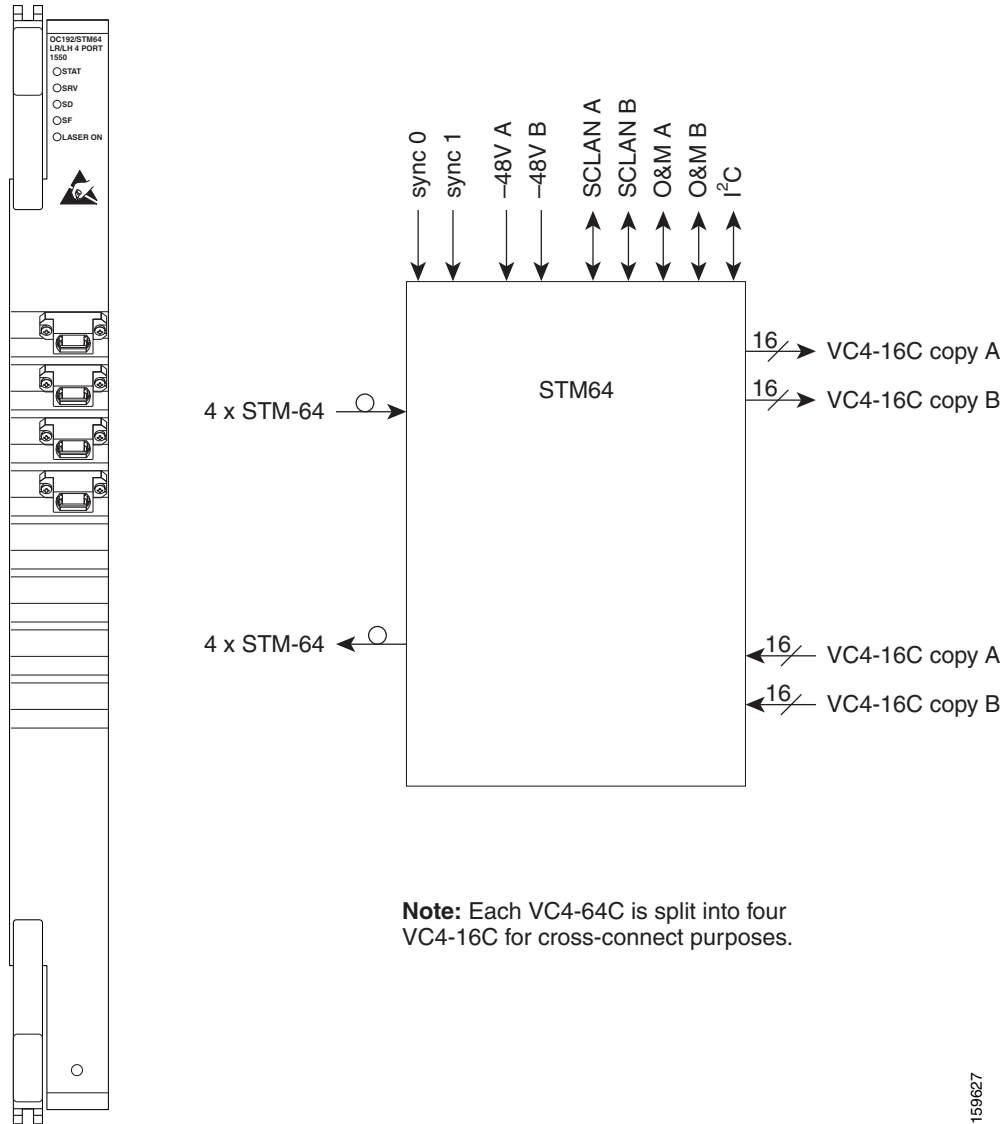 OC192/STM64
LR/LH 4 PORT
1550
STAT
SRV
SD
SF
LASER ON
sync 0
sync 1
–48V A
–48V B
SCLAN A
SCLAN B
O&M A
O&M B
I²C
STM64
4 x STM-64
4 x STM-64
16
VC4-16C copy A
16
VC4-16C copy B
16
VC4-16C copy A
16
VC4-16C copy B
Note: Each VC4-64C is split into four
VC4-16C for cross-connect purposes.
159627